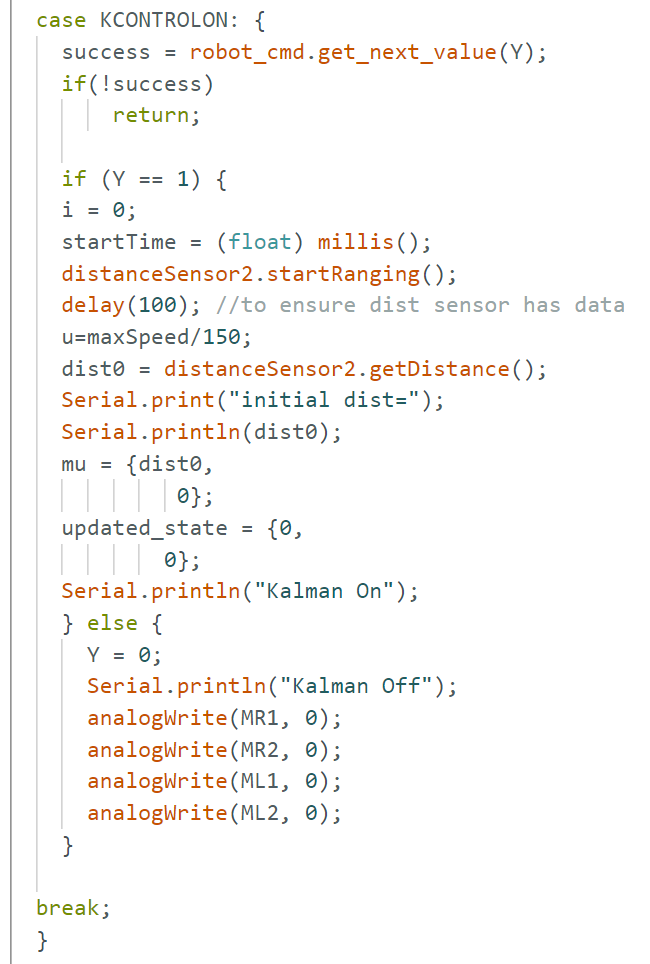 case KCONTROLON: {
success = robot_cmd.get_next_value(Y);
if(!success)
return;
if (Y == 1) {
i = 0;
startTime = (float) millis();
distanceSensor2.startRanging();
delay(100); //to ensure dist sensor has data
u=maxSpeed/150;
dist0 = distanceSensor2.getDistance();
Serial.print("initial dist=");
Serial.println(dist0);
mu = {dist0,
0};
updated_state = {0,
0};
Serial.println("Kalman On");
} else {
Y = 0;
Serial.println("Kalman Off");
analogWrite(MR1, 0);
analogWrite(MR2, 0);
analogWrite(ML1, 0);
analogWrite(ML2, 0);
}
break;
}